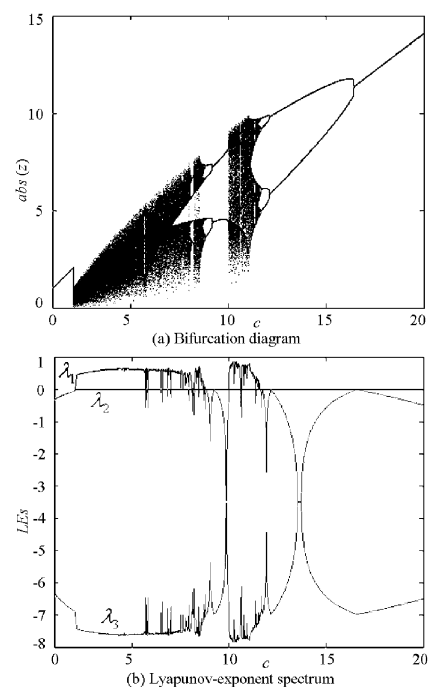 15
10
5
0
abs (z)
0 5 10 15 20
c
(a) Bifurcation diagram
1
0
-1
-2
-3
-4
-5
-6
-7
-8
λ1
λ2
λ3
LEs
0 5 10 15 20
c
(b) Lyapunov-exponent spectrum